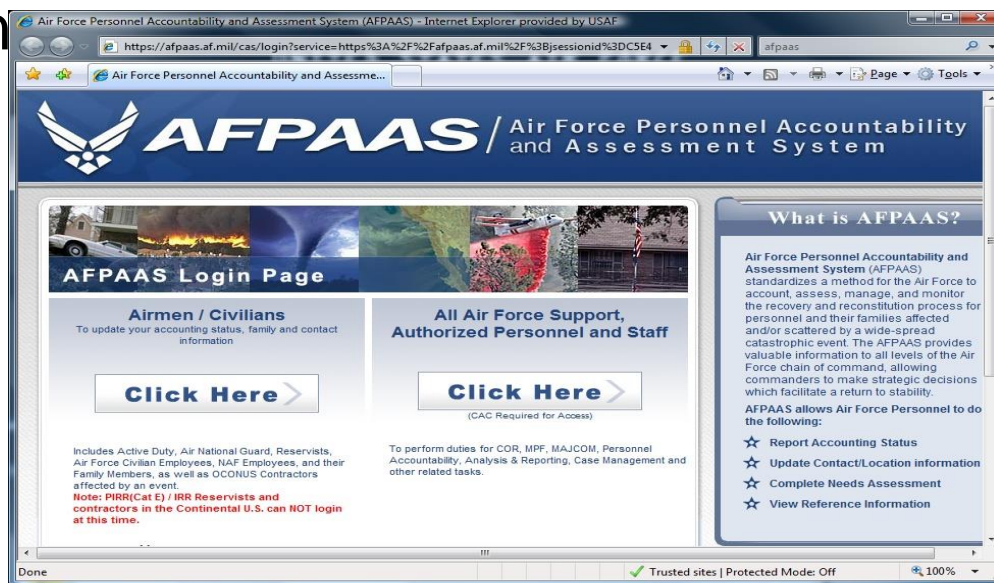 Air Force Personnel Accountability and Assessment System (AFPAAS) - Internet Explorer provided by USAF
https://afpaas.af.mil/cas/login?service=https%3A%2F%2Fafpaas.af.mil%2F%3Bjsessionid%3DC5E4
afpaas
Air Force Personnel Accountability and Assessme...
Page
Tools
AFPAAS / Air Force Personnel Accountability
and Assessment System
AFPAAS Login Page
Airmen / Civilians
To update your accounting status, family and contact
information
Click Here
Includes Active Duty, Air National Guard, Reservists,
Air Force Civilian Employees, NAF Employees, and their
Family Members, as well as OCONUS Contractors
affected by an event.
Note: PIRR(Cat E) / IRR Reservists and
contractors in the Continental U.S. can NOT login
at this time.
All Air Force Support,
Authorized Personnel and Staff
Click Here
(CAC Required for Access)
To perform duties for COR, MPF, MAJCOM, Personnel
Accountability, Analysis & Reporting, Case Management and
other related tasks.
What is AFPAAS?
Air Force Personnel Accountability and
Assessment System (AFPAAS)
standardizes a method for the Air Force to
account, assess, manage, and monitor
the recovery and reconstitution process for
personnel and their families affected
and/or scattered by a wide-spread
catastrophic event. The AFPAAS provides
valuable information to all levels of the Air
Force chain of command, allowing
commanders to make strategic decisions
which facilitate a return to stability.
AFPAAS allows Air Force Personnel to do
the following:
Report Accounting Status
Update Contact/Location information
Complete Needs Assessment
View Reference Information
Done
Trusted sites | Protected Mode: Off
100%